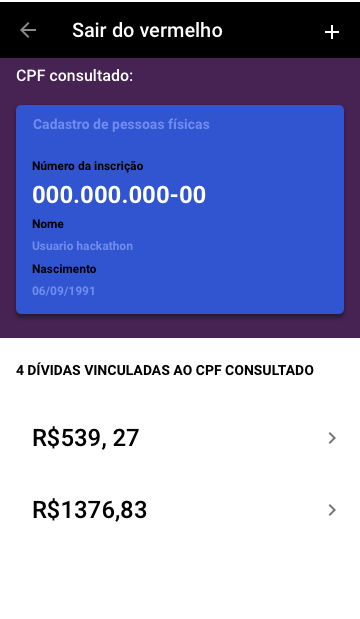 Sair do vermelho
CPF consultado:
Cadastro de pessoas físicas
Número da inscrição
000.000.000-00
Nome
Usuario hackathon
Nascimento
06/09/1991
4 DÍVIDAS VINCULADAS AO CPF CONSULTADO
R$539, 27
R$1376,83